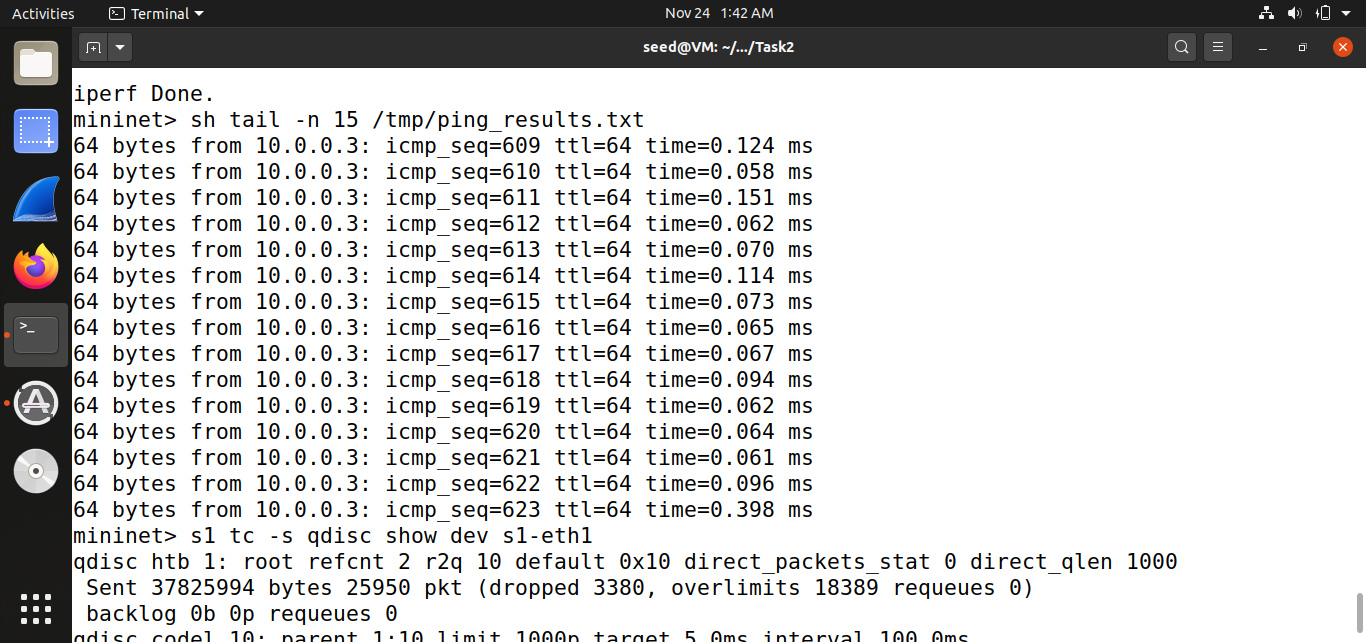 Activities Terminal Nov 24 1:42 AM
seed@VM: ~/.../Task2
iperf Done.
mininet> sh tail -n 15 /tmp/ping_results.txt
64 bytes from 10.0.0.3: icmp_seq=609 ttl=64 time=0.124 ms
64 bytes from 10.0.0.3: icmp_seq=610 ttl=64 time=0.058 ms
64 bytes from 10.0.0.3: icmp_seq=611 ttl=64 time=0.151 ms
64 bytes from 10.0.0.3: icmp_seq=612 ttl=64 time=0.062 ms
64 bytes from 10.0.0.3: icmp_seq=613 ttl=64 time=0.070 ms
64 bytes from 10.0.0.3: icmp_seq=614 ttl=64 time=0.114 ms
64 bytes from 10.0.0.3: icmp_seq=615 ttl=64 time=0.073 ms
64 bytes from 10.0.0.3: icmp_seq=616 ttl=64 time=0.065 ms
64 bytes from 10.0.0.3: icmp_seq=617 ttl=64 time=0.067 ms
64 bytes from 10.0.0.3: icmp_seq=618 ttl=64 time=0.094 ms
64 bytes from 10.0.0.3: icmp_seq=619 ttl=64 time=0.062 ms
64 bytes from 10.0.0.3: icmp_seq=620 ttl=64 time=0.064 ms
64 bytes from 10.0.0.3: icmp_seq=621 ttl=64 time=0.061 ms
64 bytes from 10.0.0.3: icmp_seq=622 ttl=64 time=0.096 ms
64 bytes from 10.0.0.3: icmp_seq=623 ttl=64 time=0.398 ms
mininet> s1 tc -s qdisc show dev s1-eth1
qdisc htb 1: root refcnt 2 r2q 10 default 0x10 direct_packets_stat 0 direct_qlen 1000
 Sent 37825994 bytes 25950 pkt (dropped 3380, overlimits 18389 requeues 0)
 backlog 0b 0p requeues 0
qdisc codel 10: parent 1:10 limit 1000p target 5.0ms interval 100.0ms